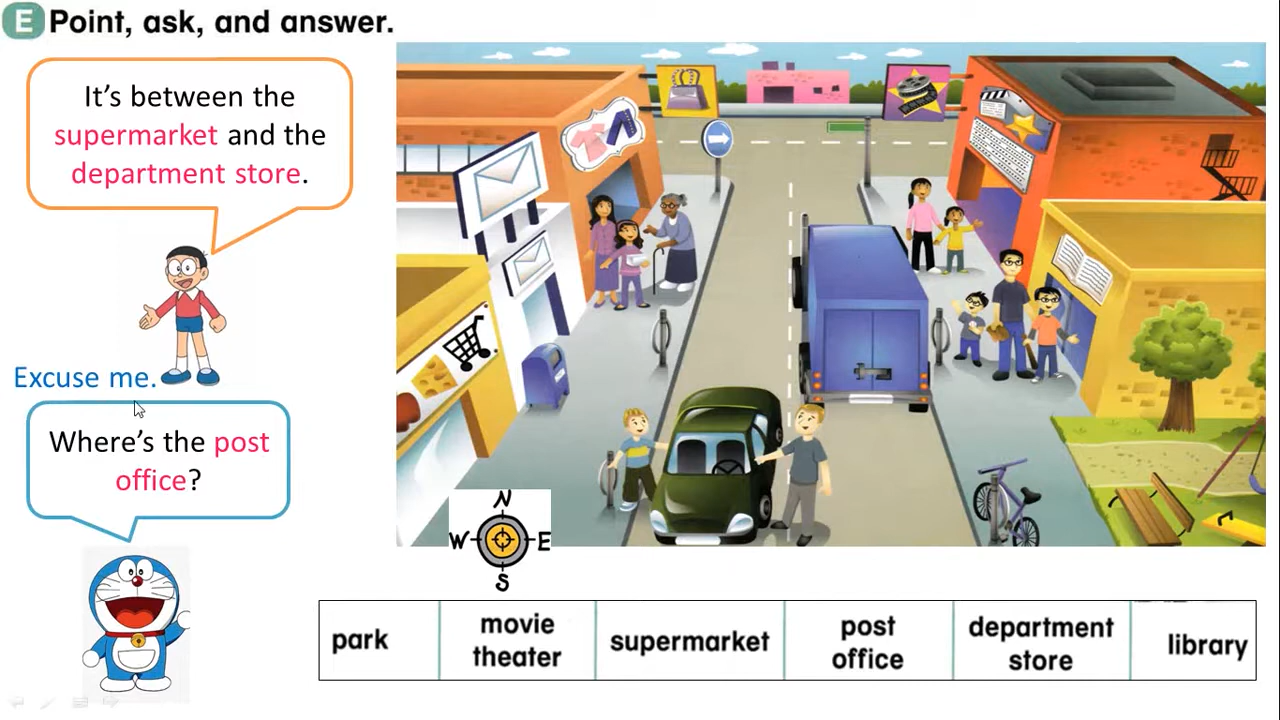 E Point, ask, and answer.
It's between the
supermarket and the
department store.
Excuse me.
Where's the post
office?
N
W E
S
park
movie
theater
supermarket
post
office
department
store
library